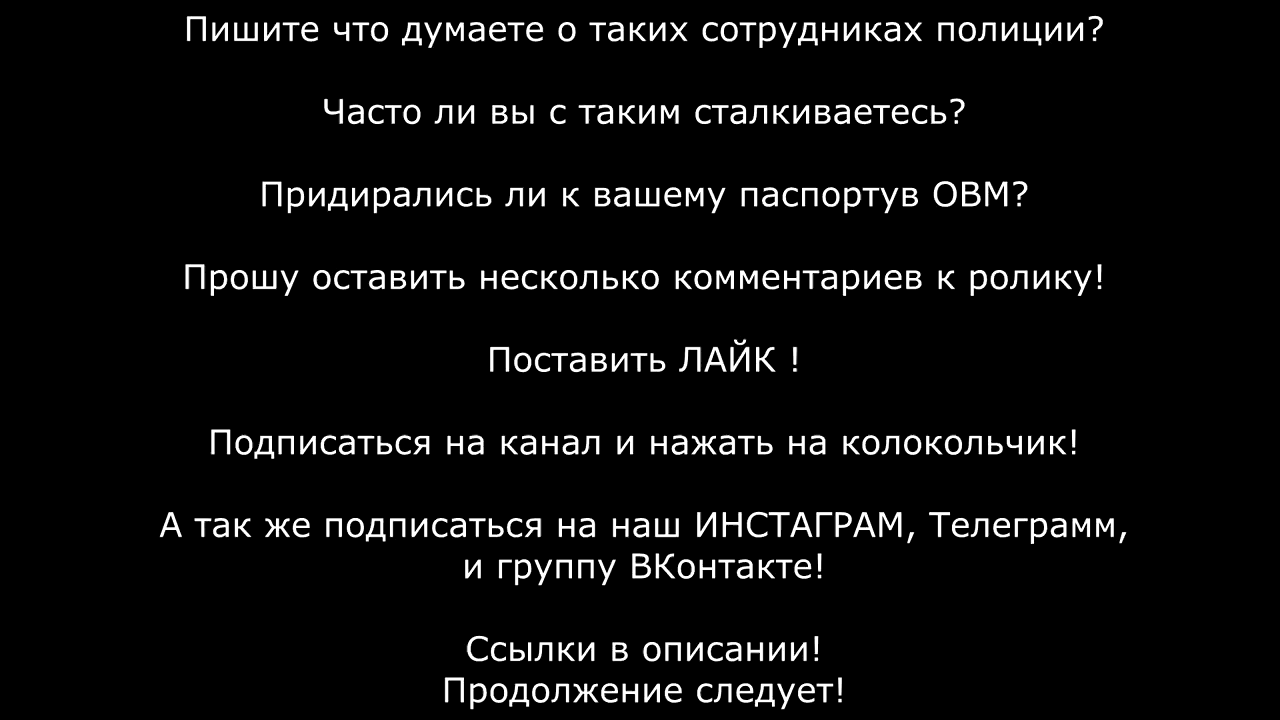 Пишите что думаете о таких сотрудниках полиции?
Часто ли вы с таким сталкиваетесь?
Придирались ли к вашему паспортув ОВМ?
Прошу оставить несколько комментариев к ролику!
Поставить ЛАЙК !
Подписаться на канал и нажать на колокольчик!
А так же подписаться на наш ИНСТАГРАМ, Телеграмм,
и группу ВКонтакте!
Ссылки в описании!
Продолжение следует!